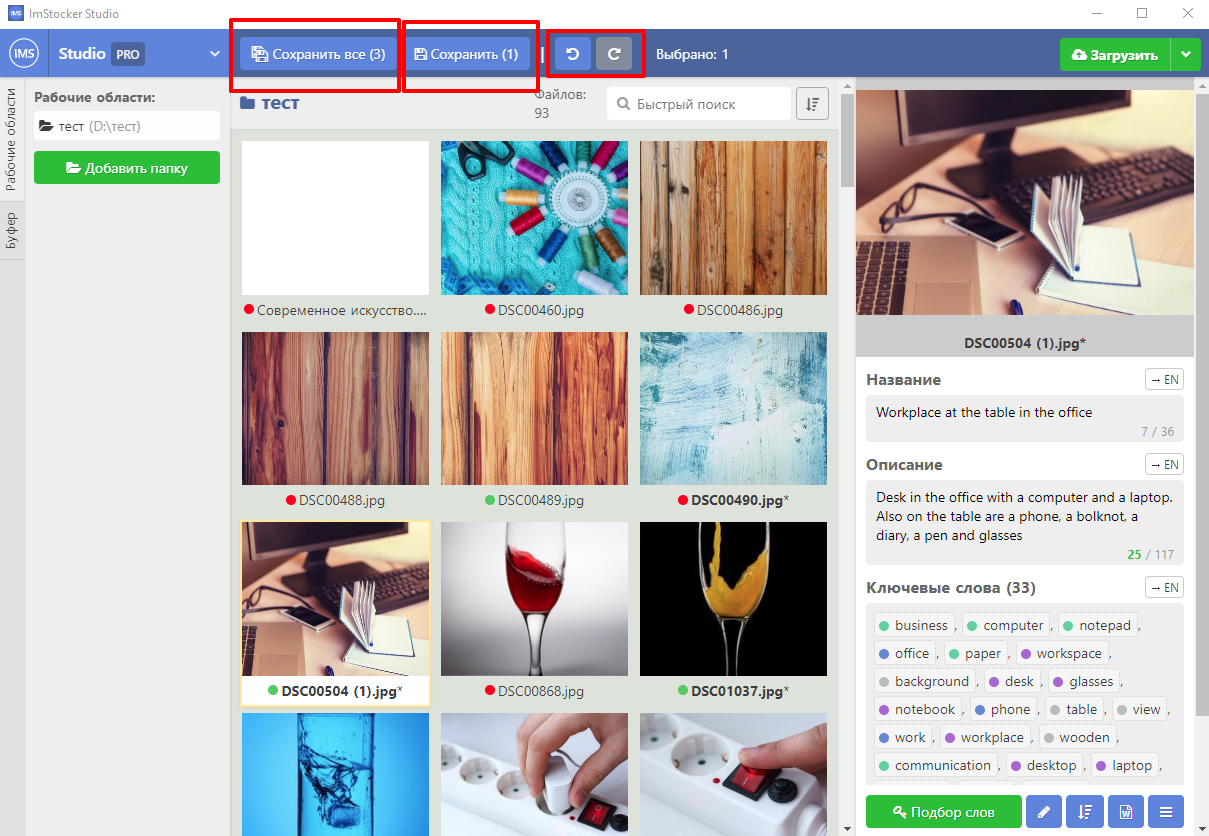 IMS ImStocker Studio
IMS Studio PRO Сохранить все (3) Сохранить (1) Выбрано: 1 Загрузить
Рабочие области
Буфер
Рабочие области:
тест (D:\тест)
Добавить папку
тест Файлов: 93 Быстрый поиск
Современное искусство.... DSC00460.jpg DSC00486.jpg
DSC00488.jpg DSC00489.jpg DSC00490.jpg*
DSC00504 (1).jpg* DSC00868.jpg DSC01037.jpg*
DSC00504 (1).jpg*
Название → EN
Workplace at the table in the office
7 / 36
Описание → EN
Desk in the office with a computer and a laptop.
Also on the table are a phone, a bolknot, a
diary, a pen and glasses
25 / 117
Ключевые слова (33) → EN
business , computer , notepad ,
office , paper , workspace ,
background , desk , glasses ,
notebook , phone , table , view ,
work , workplace , wooden ,
communication , desktop , laptop ,
Подбор слов